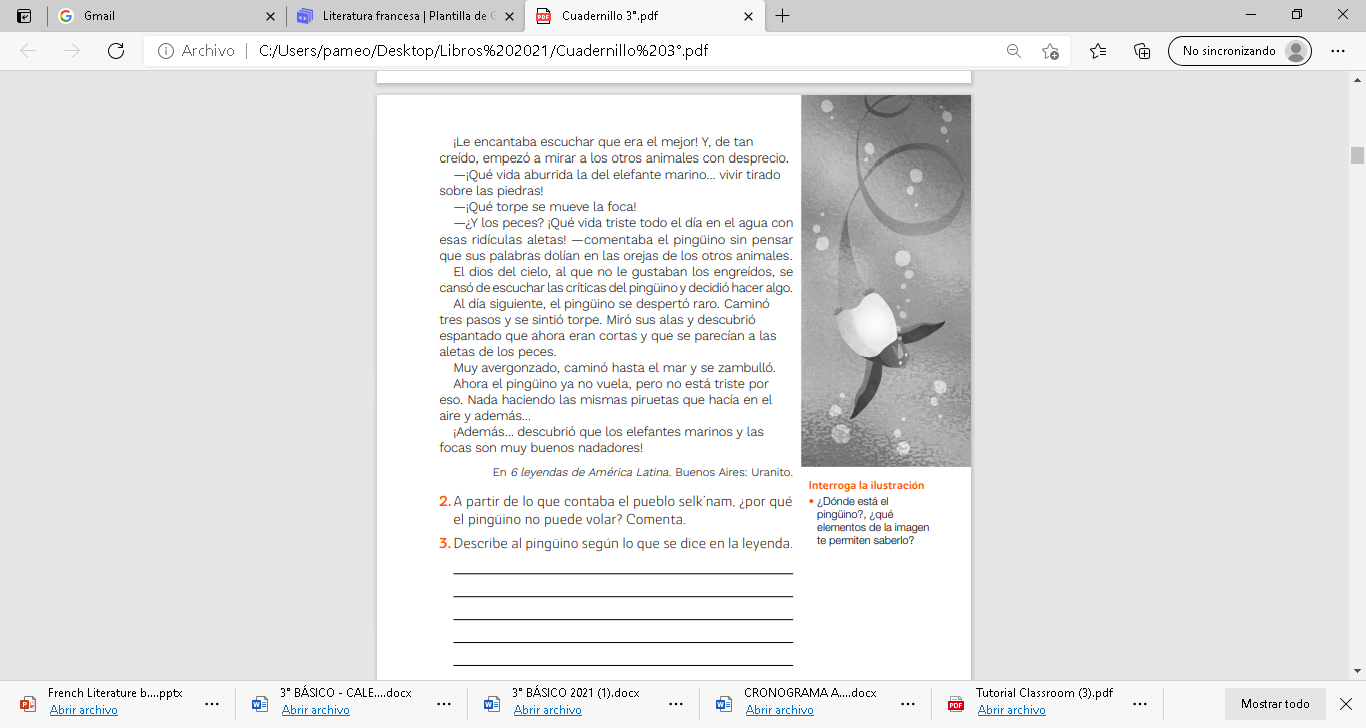 Gmail
Literatura francesa | Plantilla de G
Cuadernillo 3°.pdf
Archivo
C:/Users/pameo/Desktop/Libros%202021/Cuadernillo%203°.pdf
No sincronizando
¡Le encantaba escuchar que era el mejor! Y, de tan
creído, empezó a mirar a los otros animales con desprecio.
—¡Qué vida aburrida la del elefante marino... vivir tirado
sobre las piedras!
—¡Qué torpe se mueve la foca!
—¿Y los peces? ¡Qué vida triste todo el día en el agua con
esas ridículas aletas! —comentaba el pingüino sin pensar
que sus palabras dolían en las orejas de los otros animales.
El dios del cielo, al que no le gustaban los engreídos, se
cansó de escuchar las críticas del pingüino y decidió hacer algo.
Al día siguiente, el pingüino se despertó raro. Caminó
tres pasos y se sintió torpe. Miró sus alas y descubrió
espantado que ahora eran cortas y que se parecían a las
aletas de los peces.
Muy avergonzado, caminó hasta el mar y se zambulló.
Ahora el pingüino ya no vuela, pero no está triste por
eso. Nada haciendo las mismas piruetas que hacía en el
aire y además...
¡Además... descubrió que los elefantes marinos y las
focas son muy buenos nadadores!
En 6 leyendas de América Latina. Buenos Aires: Uranito.
2. A partir de lo que contaba el pueblo selk´nam, ¿por qué
el pingüino no puede volar? Comenta.
3. Describe al pingüino según lo que se dice en la leyenda.
Interroga la ilustración
• ¿Dónde está el
pingüino?, ¿qué
elementos de la imagen
te permiten saberlo?
French Literature b....pptx
Abrir archivo
3° BÁSICO - CALE....docx
Abrir archivo
3° BÁSICO 2021 (1).docx
Abrir archivo
CRONOGRAMA A....docx
Abrir archivo
Tutorial Classroom (3).pdf
Abrir archivo
Mostrar todo